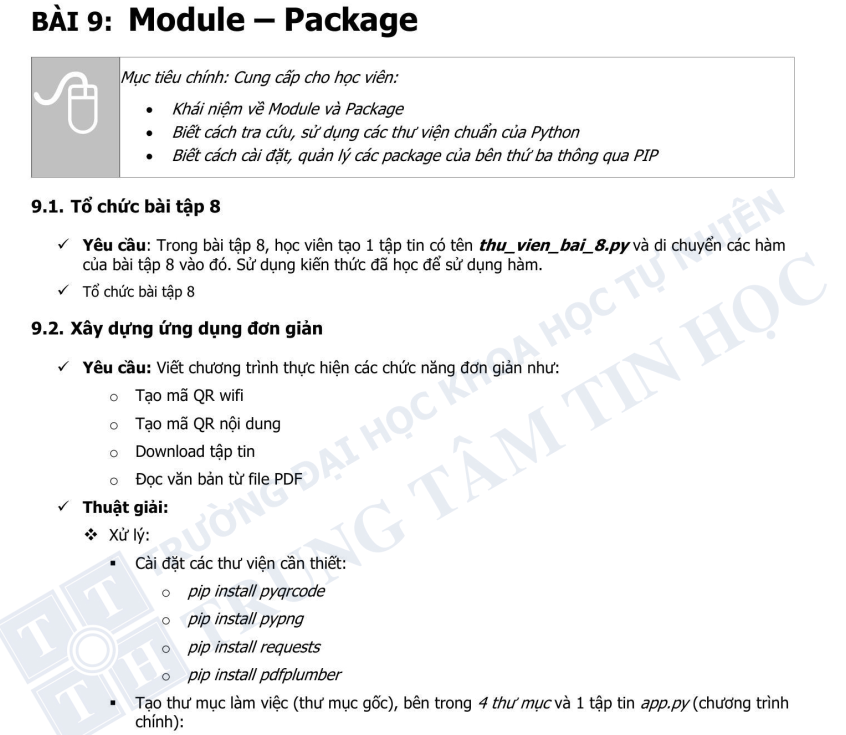 BÀI 9: Module – Package
Mục tiêu chính: Cung cấp cho học viên:
• Khái niệm về Module và Package
• Biết cách tra cứu, sử dụng các thư viện chuẩn của Python
• Biết cách cài đặt, quản lý các package của bên thứ ba thông qua PIP
9.1. Tổ chức bài tập 8
✓ Yêu cầu: Trong bài tập 8, học viên tạo 1 tập tin có tên thu_vien_bai_8.py và di chuyển các hàm
của bài tập 8 vào đó. Sử dụng kiến thức đã học để sử dụng hàm.
✓ Tổ chức bài tập 8
9.2. Xây dựng ứng dụng đơn giản
✓ Yêu cầu: Viết chương trình thực hiện các chức năng đơn giản như:
o Tạo mã QR wifi
o Tạo mã QR nội dung
o Download tập tin
o Đọc văn bản từ file PDF
✓ Thuật giải:
❖ Xử lý:
▪ Cài đặt các thư viện cần thiết:
o pip install pyqrcode
o pip install pypng
o pip install requests
o pip install pdfplumber
▪ Tạo thư mục làm việc (thư mục gốc), bên trong 4 thư mục và 1 tập tin app.py (chương trình
chính):
TRƯỜNG ĐẠI HỌC KHOA HỌC TỰ NHIÊN
TRUNG TÂM TIN HỌC
T T
T H